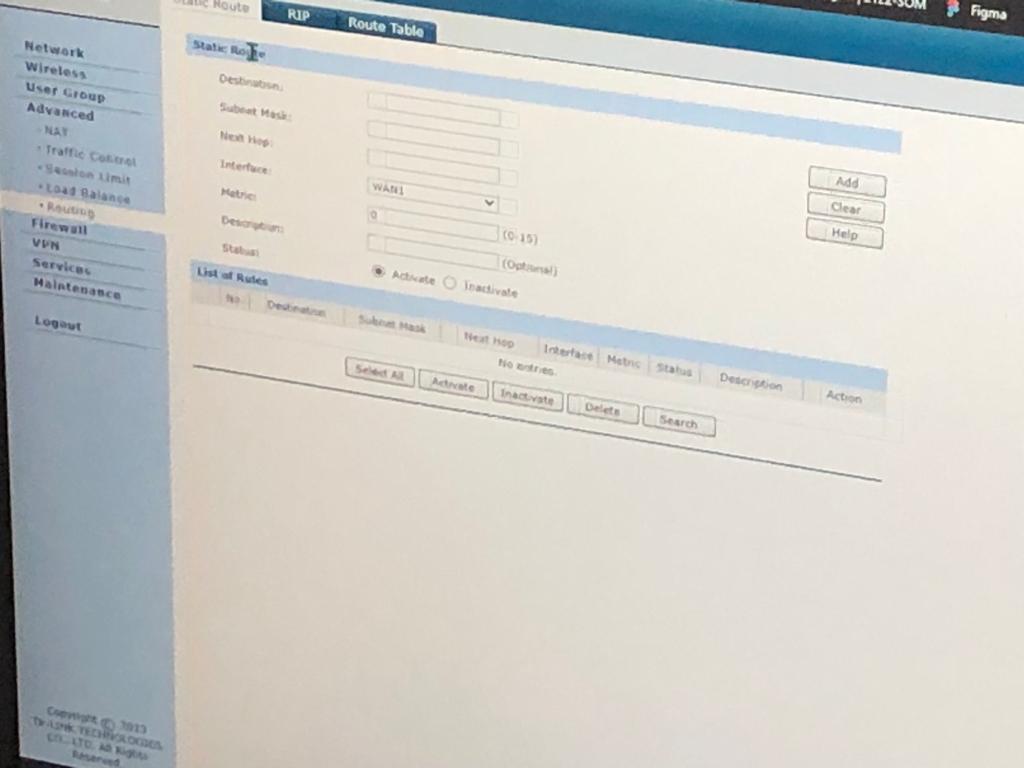 Static Route
RIP
Route Table
Figma
Network
Wireless
User Group
Advanced
NAT
Traffic Control
Session Limit
Load Balance
Routing
Firewall
VPN
Services
Maintenance
Logout
Static Route
Destination:
Subnet Mask:
Next Hop:
Interface:
WAN1
Metric:
0
(0-15)
Description:
(Optional)
Status:
Activate
Inactivate
Add
Clear
Help
List of Rules
No. Destination Subnet Mask Next Hop Interface Metric Status Description Action
No entries.
Select All Activate Inactivate Delete Search
Copyright © 2013
TP-LINK TECHNOLOGIES
CO., LTD. All Rights
Reserved